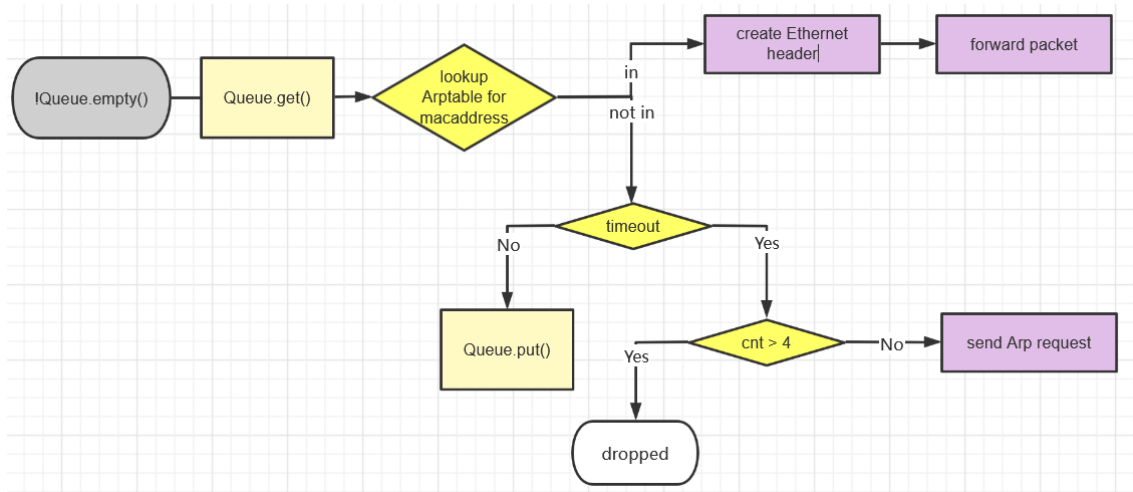 create Ethernet
header
forward packet
lookup
Arptable for
macaddress
in
!Queue.empty()
Queue.get()
not in
timeout
No
Yes
Queue.put()
cnt > 4
No
send Arp request
Yes
dropped